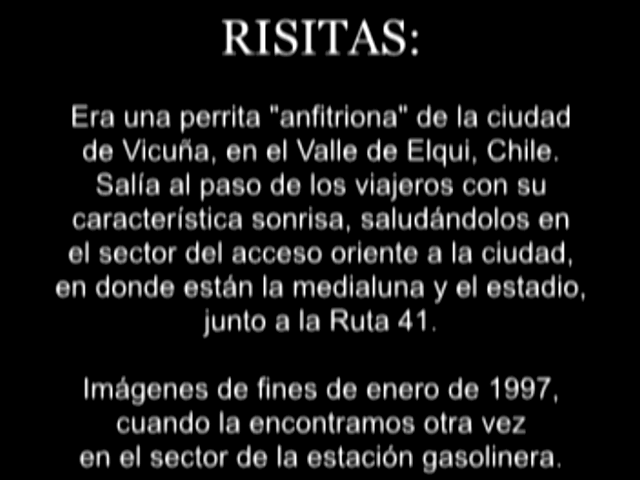 RISITAS:
Era una perrita "anfitriona" de la ciudad
de Vicuña, en el Valle de Elqui, Chile.
Salía al paso de los viajeros con su
característica sonrisa, saludándolos en
el sector del acceso oriente a la ciudad,
en donde están la medialuna y el estadio,
junto a la Ruta 41.
Imágenes de fines de enero de 1997,
cuando la encontramos otra vez
en el sector de la estación gasolinera.